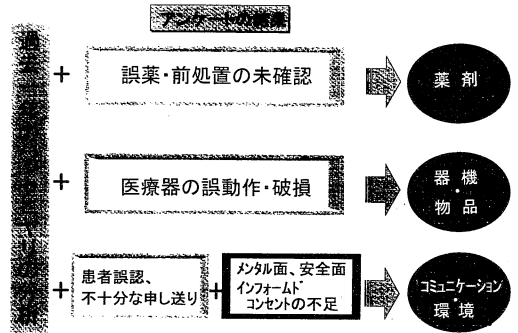 アンケートの結果
+
誤薬・前処置の未確認
薬剤
+
医療器の誤動作・破損
器機
・
物品
+
患者誤認、
不十分な申し送り
+
メンタル面、安全面
インフォームド
コンセントの不足
コミュニケーション
・
環境